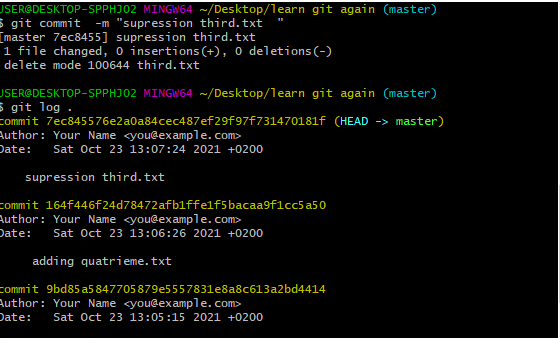 USER@DESKTOP-SPPHJO2 MINGW64 ~/Desktop/learn git again (master)
$ git commit  -m "supression third.txt  "
[master 7ec8455] supression third.txt
 1 file changed, 0 insertions(+), 0 deletions(-)
 delete mode 100644 third.txt

USER@DESKTOP-SPPHJO2 MINGW64 ~/Desktop/learn git again (master)
$ git log .
commit 7ec845576e2a0a84cec487ef29f97f731470181f (HEAD -> master)
Author: Your Name <you@example.com>
Date:   Sat Oct 23 13:07:24 2021 +0200

    supression third.txt

commit 164f446f24d78472afb1ffe1f5bacaa9f1cc5a50
Author: Your Name <you@example.com>
Date:   Sat Oct 23 13:06:26 2021 +0200

     adding quatrieme.txt

commit 9bd85a5847705879e5557831e8a8c613a2bd4414
Author: Your Name <you@example.com>
Date:   Sat Oct 23 13:05:15 2021 +0200